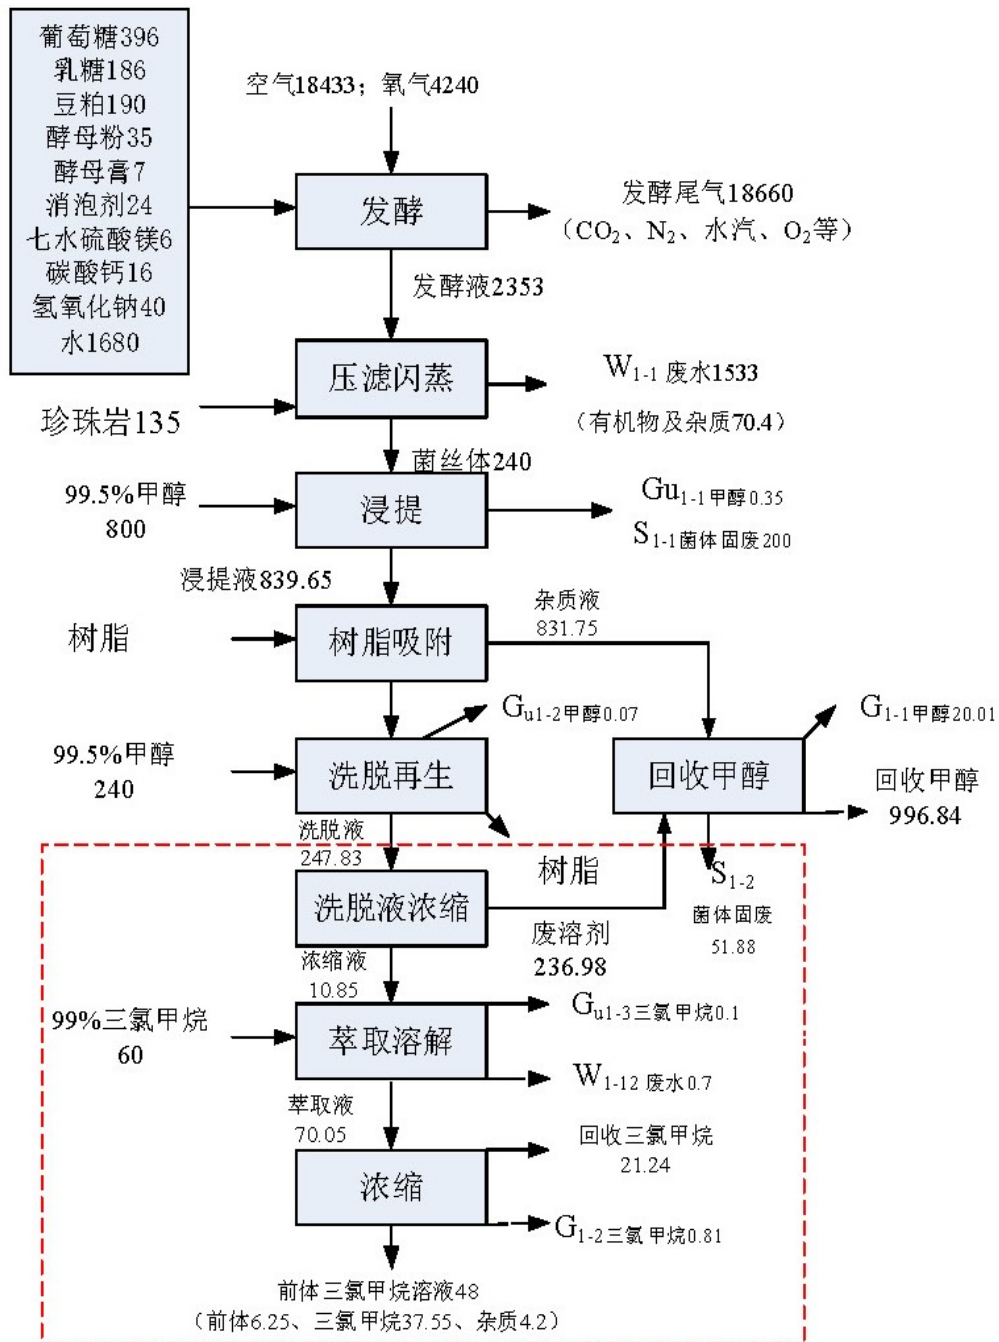 葡萄糖396
乳糖186
豆粕190
酵母粉35
酵母膏7
消泡剂24
七水硫酸镁6
碳酸钙16
氢氧化钠40
水1680
空气18433；氧气4240
发酵
发酵尾气18660
（CO₂、N₂、水汽、O₂等）
发酵液2353
压滤闪蒸
W₁₋₁ 废水1533
（有机物及杂质70.4）
珍珠岩135
菌丝体240
99.5%甲醇
800
浸提
Gu₁₋₁甲醇0.35
S₁₋₁菌体固废200
浸提液839.65
树脂
树脂吸附
杂质液
831.75
Gᵤ₁₋₂甲醇0.07
G₁₋₁甲醇20.01
99.5%甲醇
240
洗脱再生
回收甲醇
回收甲醇
996.84
洗脱液
247.83
树脂
S₁₋₂
菌体固废
51.88
洗脱液浓缩
废溶剂
236.98
浓缩液
10.85
99%三氯甲烷
60
萃取溶解
Gᵤ₁₋₃三氯甲烷0.1
W₁₋₁₂ 废水0.7
萃取液
70.05
回收三氯甲烷
21.24
浓缩
G₁₋₂三氯甲烷0.81
前体三氯甲烷溶液48
（前体6.25、三氯甲烷37.55、杂质4.2）